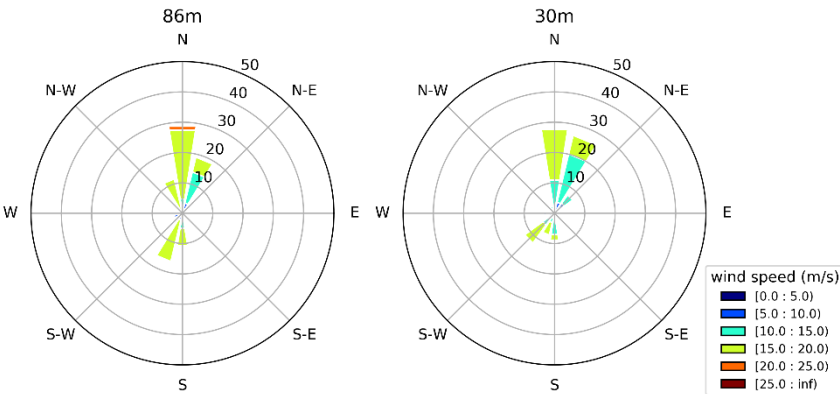 86m
N
N-W
N-E
W
E
S-W
S-E
S
10
20
30
40
50
30m
N
N-W
N-E
W
E
S-W
S-E
S
10
20
30
40
50
wind speed (m/s)
[0.0 : 5.0)
[5.0 : 10.0)
[10.0 : 15.0)
[15.0 : 20.0)
[20.0 : 25.0)
[25.0 : inf)